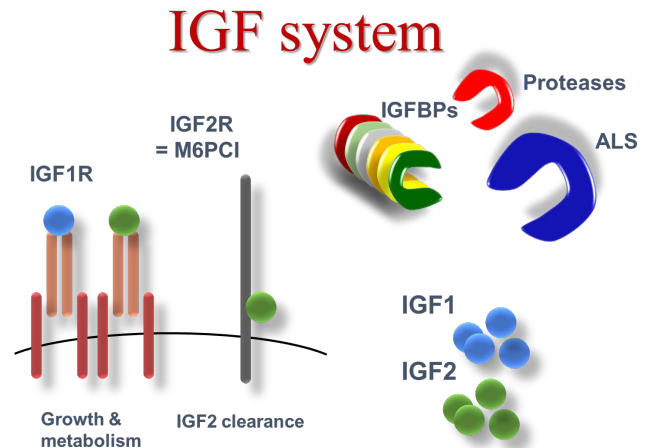 IGF system
Proteases
IGFBPs
ALS
IGF2R
= M6PCI
IGF1R
IGF1
IGF2
Growth &
metabolism
IGF2 clearance